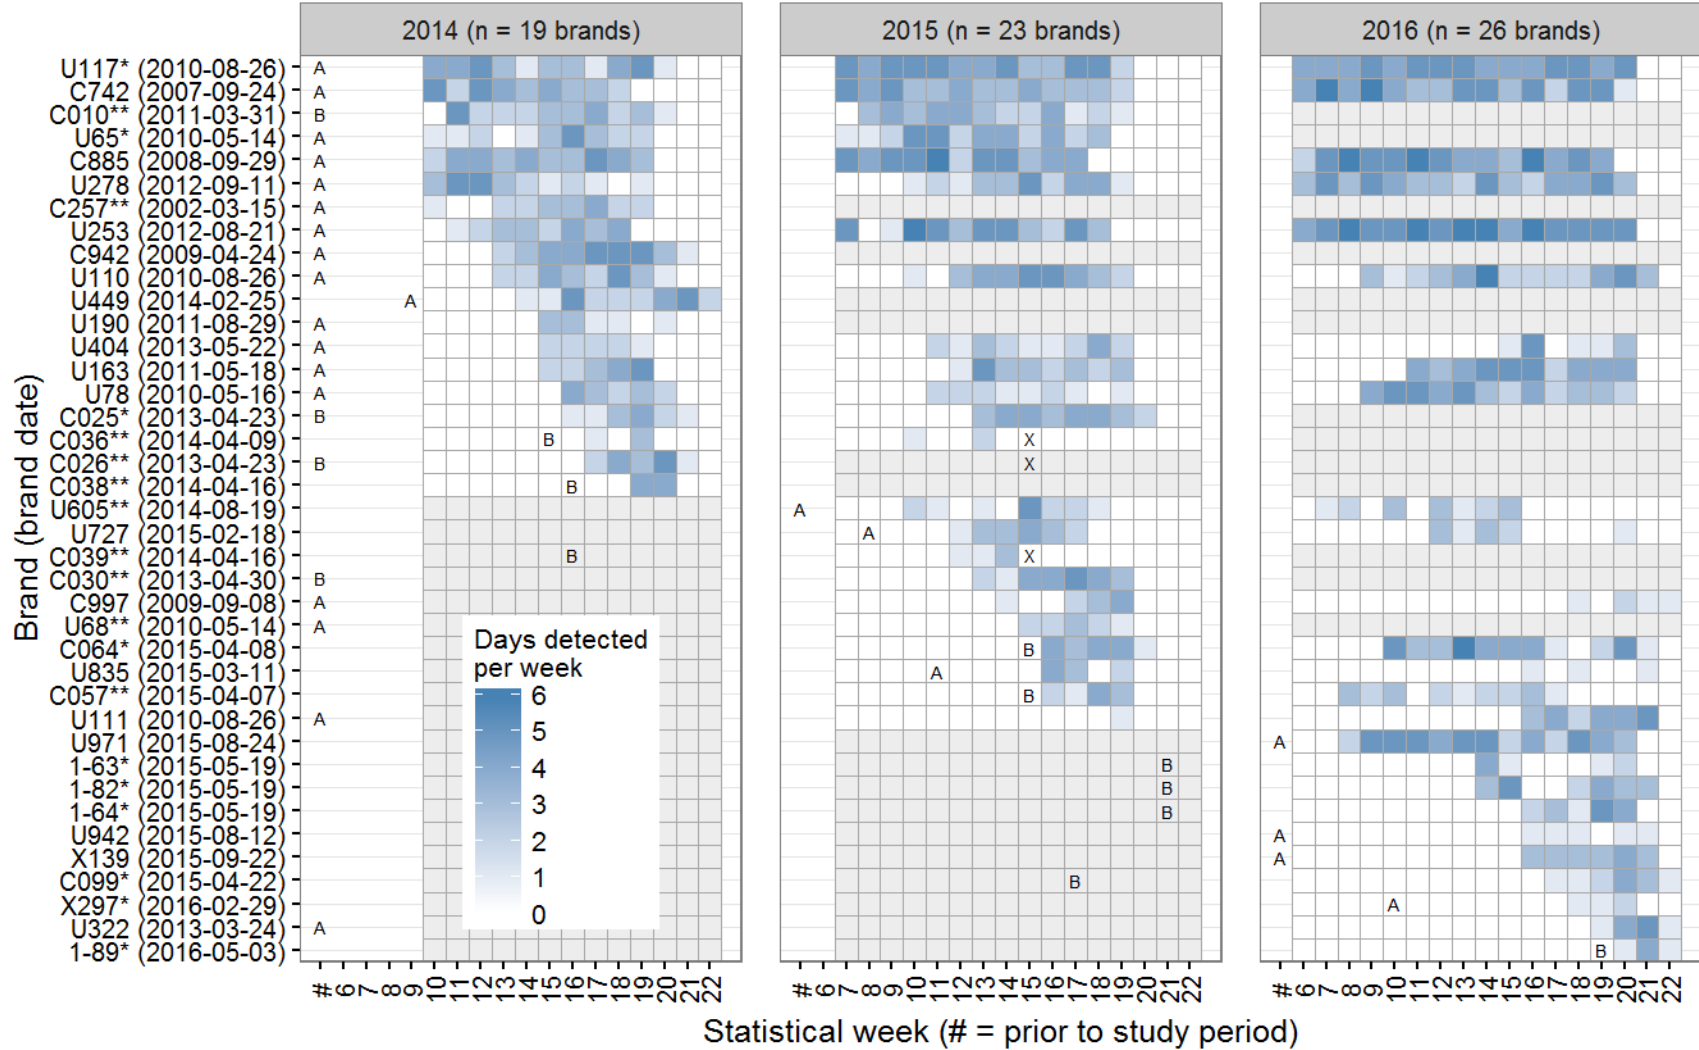 2014 (n = 19 brands)
2015 (n = 23 brands)
2016 (n = 26 brands)
Brand (brand date)
U117* (2010-08-26) A
C742 (2007-09-24) A
C010** (2011-03-31) B
U65* (2010-05-14) A
C885 (2008-09-29) A
U278 (2012-09-11) A
C257** (2002-03-15) A
U253 (2012-08-21) A
C942 (2009-04-24) A
U110 (2010-08-26) A
U449 (2014-02-25) A
U190 (2011-08-29) A
U404 (2013-05-22) A
U163 (2011-05-18) A
U78 (2010-05-16) A
C025* (2013-04-23) B
C036** (2014-04-09) B X
C026** (2013-04-23) B X
C038** (2014-04-16) B
U605** (2014-08-19) A
U727 (2015-02-18) A
C039** (2014-04-16) B X
C030** (2013-04-30) B
C997 (2009-09-08) A
U68** (2010-05-14) A
C064* (2015-04-08) B
U835 (2015-03-11) A
C057** (2015-04-07) B
U111 (2010-08-26) A
U971 (2015-08-24) A
1-63* (2015-05-19) B
1-82* (2015-05-19) B
1-64* (2015-05-19) B
U942 (2015-08-12) A
X139 (2015-09-22) A
C099* (2015-04-22) B
X297* (2016-02-29) A
U322 (2013-03-24) A
1-89* (2016-05-03) B
Days detected
per week
6
5
4
3
2
1
0
# 6 7 8 9 10 11 12 13 14 15 16 17 18 19 20 21 22
# 6 7 8 9 10 11 12 13 14 15 16 17 18 19 20 21 22
# 6 7 8 9 10 11 12 13 14 15 16 17 18 19 20 21 22
Statistical week (# = prior to study period)